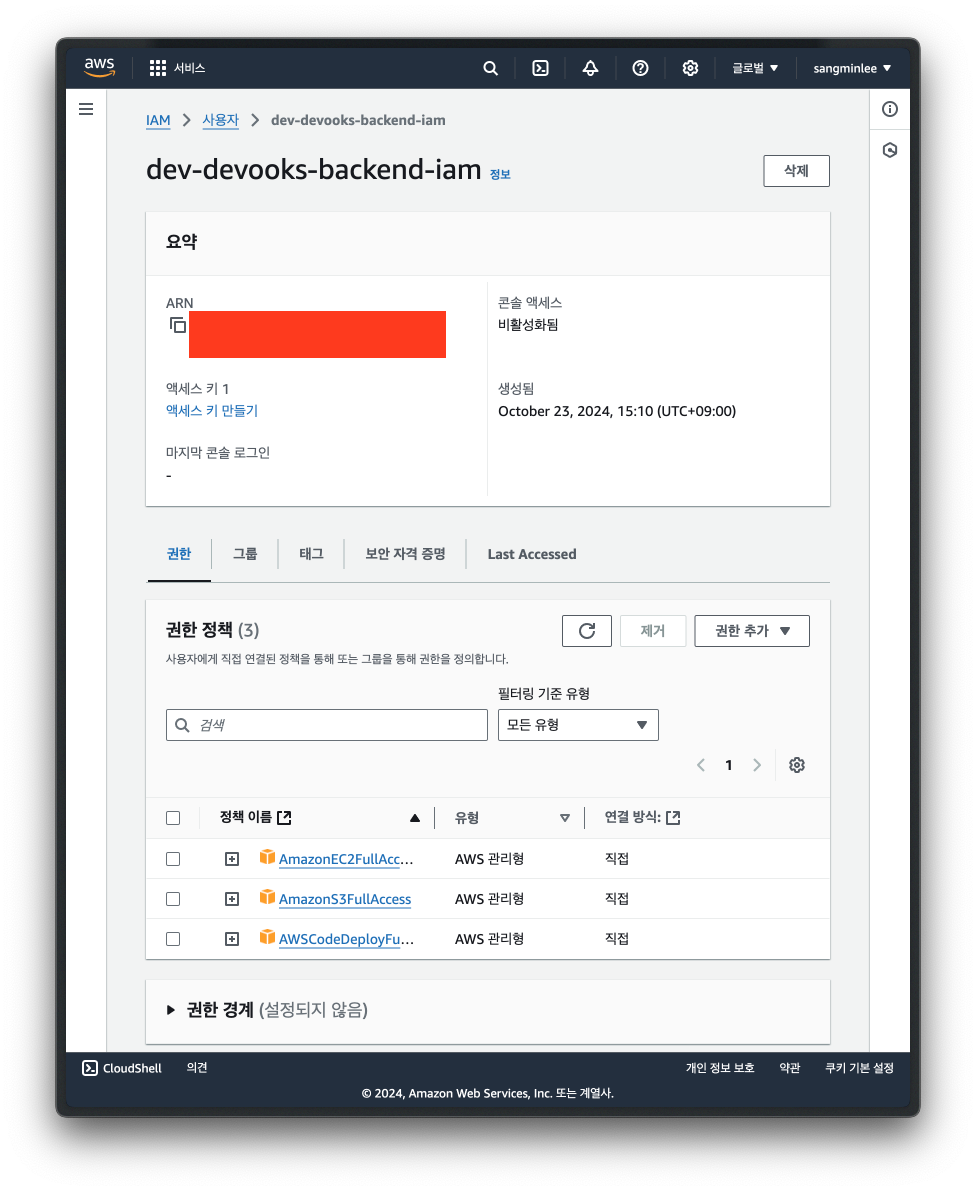 aws
서비스
글로벌
sangminlee
IAM
사용자
dev-devooks-backend-iam
dev-devooks-backend-iam 정보
삭제
요약
ARN
콘솔 액세스
비활성화됨
액세스 키 1
액세스 키 만들기
생성됨
October 23, 2024, 15:10 (UTC+09:00)
마지막 콘솔 로그인
-
권한
그룹
태그
보안 자격 증명
Last Accessed
권한 정책 (3)
제거
권한 추가
사용자에게 직접 연결된 정책을 통해 또는 그룹을 통해 권한을 정의합니다.
필터링 기준 유형
검색
모든 유형
1
정책 이름
유형
연결 방식:
AmazonEC2FullAcc...
AWS 관리형
직접
AmazonS3FullAccess
AWS 관리형
직접
AWSCodeDeployFu...
AWS 관리형
직접
권한 경계 (설정되지 않음)
CloudShell
의견
개인 정보 보호
약관
쿠키 기본 설정
© 2024, Amazon Web Services, Inc. 또는 계열사.